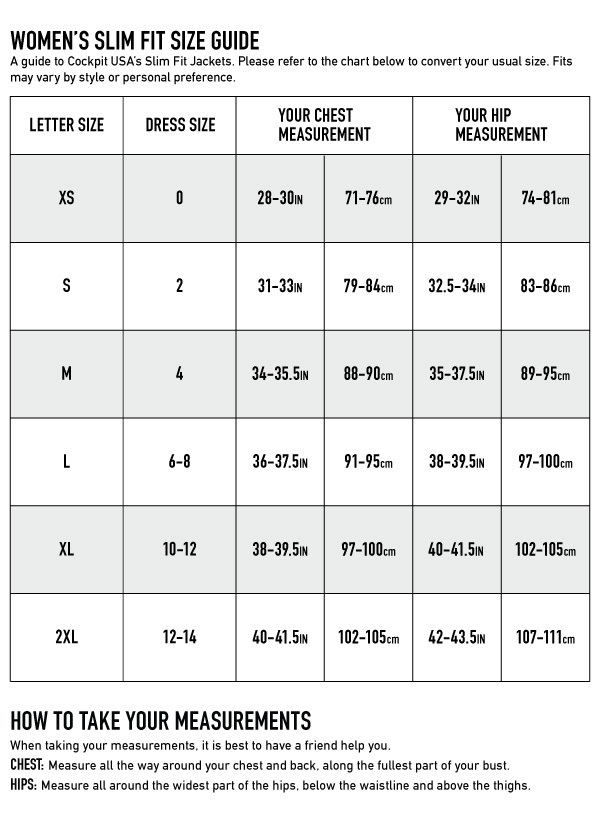 WOMEN'S SLIM FIT SIZE GUIDE
A guide to Cockpit USA's Slim Fit Jackets. Please refer to the chart below to convert your usual size. Fits
may vary by style or personal preference.
LETTER SIZE DRESS SIZE YOUR CHEST MEASUREMENT YOUR HIP MEASUREMENT
XS 0 28-30IN 71-76cm 29-32IN 74-81cm
S 2 31-33IN 79-84cm 32.5-34IN 83-86cm
M 4 34-35.5IN 88-90cm 35-37.5IN 89-95cm
L 6-8 36-37.5IN 91-95cm 38-39.5IN 97-100cm
XL 10-12 38-39.5IN 97-100cm 40-41.5IN 102-105cm
2XL 12-14 40-41.5IN 102-105cm 42-43.5IN 107-111cm
HOW TO TAKE YOUR MEASUREMENTS
When taking your measurements, it is best to have a friend help you.
CHEST: Measure all the way around your chest and back, along the fullest part of your bust.
HIPS: Measure all around the widest part of the hips, below the waistline and above the thighs.